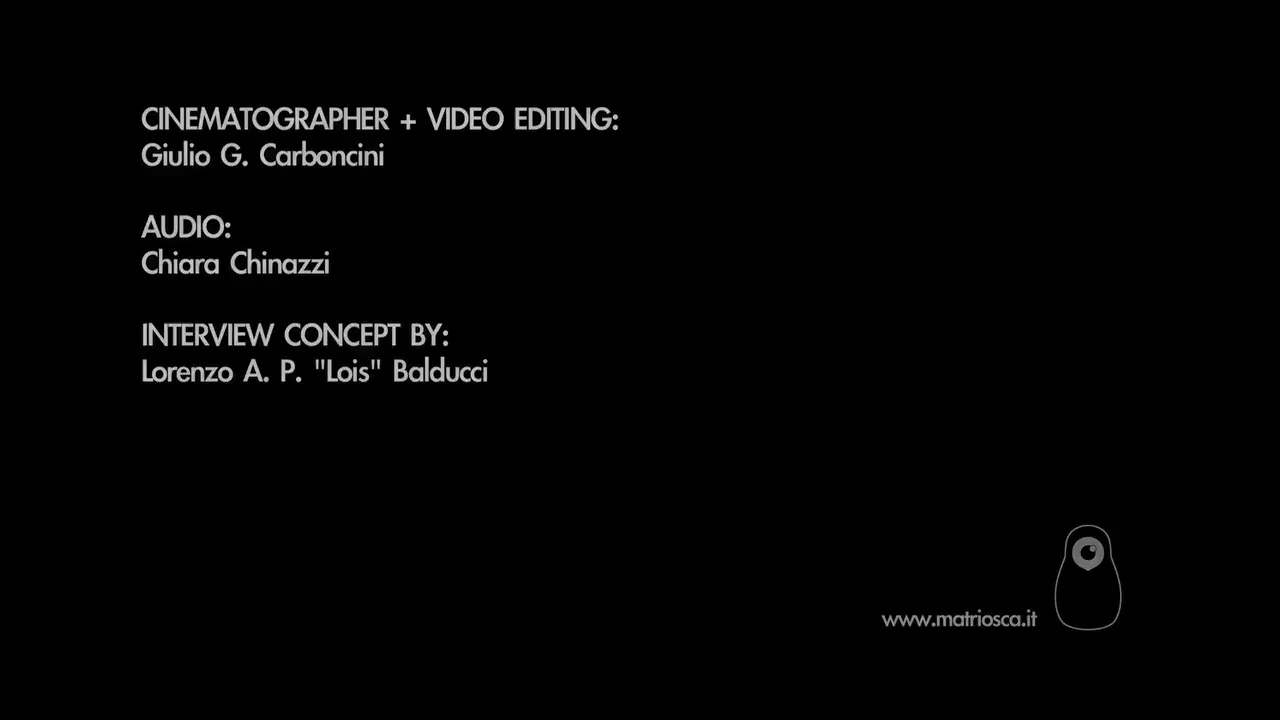 CINEMATOGRAPHER + VIDEO EDITING:
Giulio G. Carboncini
AUDIO:
Chiara Chinazzi
INTERVIEW CONCEPT BY:
Lorenzo A. P. "Lois" Balducci
www.matriosca.it